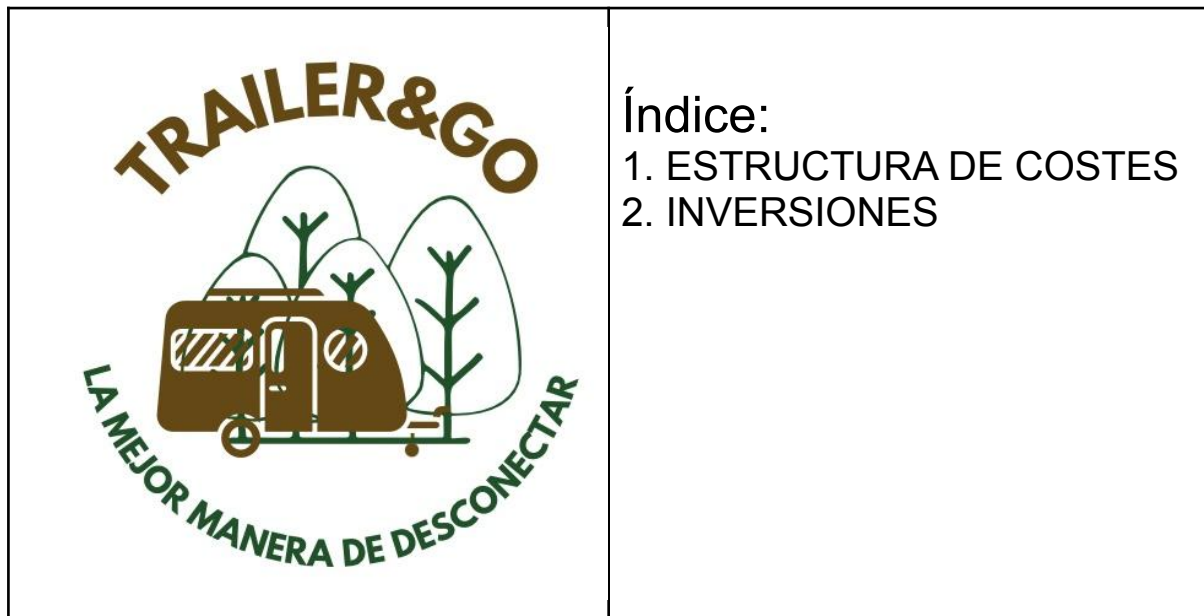 TRAILER&GO
LA MEJOR MANERA DE DESCONECTAR
Índice:
1. ESTRUCTURA DE COSTES
2. INVERSIONES